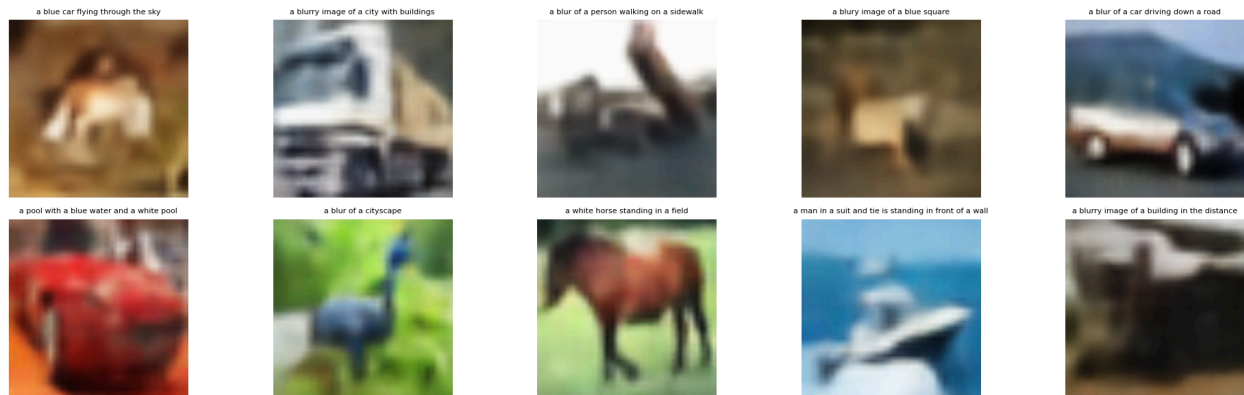 a blue car flying through the sky
a blurry image of a city with buildings
a blur of a person walking on a sidewalk
a blury image of a blue square
a blur of a car driving down a road
a pool with a blue water and a white pool
a blur of a cityscape
a white horse standing in a field
a man in a suit and tie is standing in front of a wall
a blurry image of a building in the distance